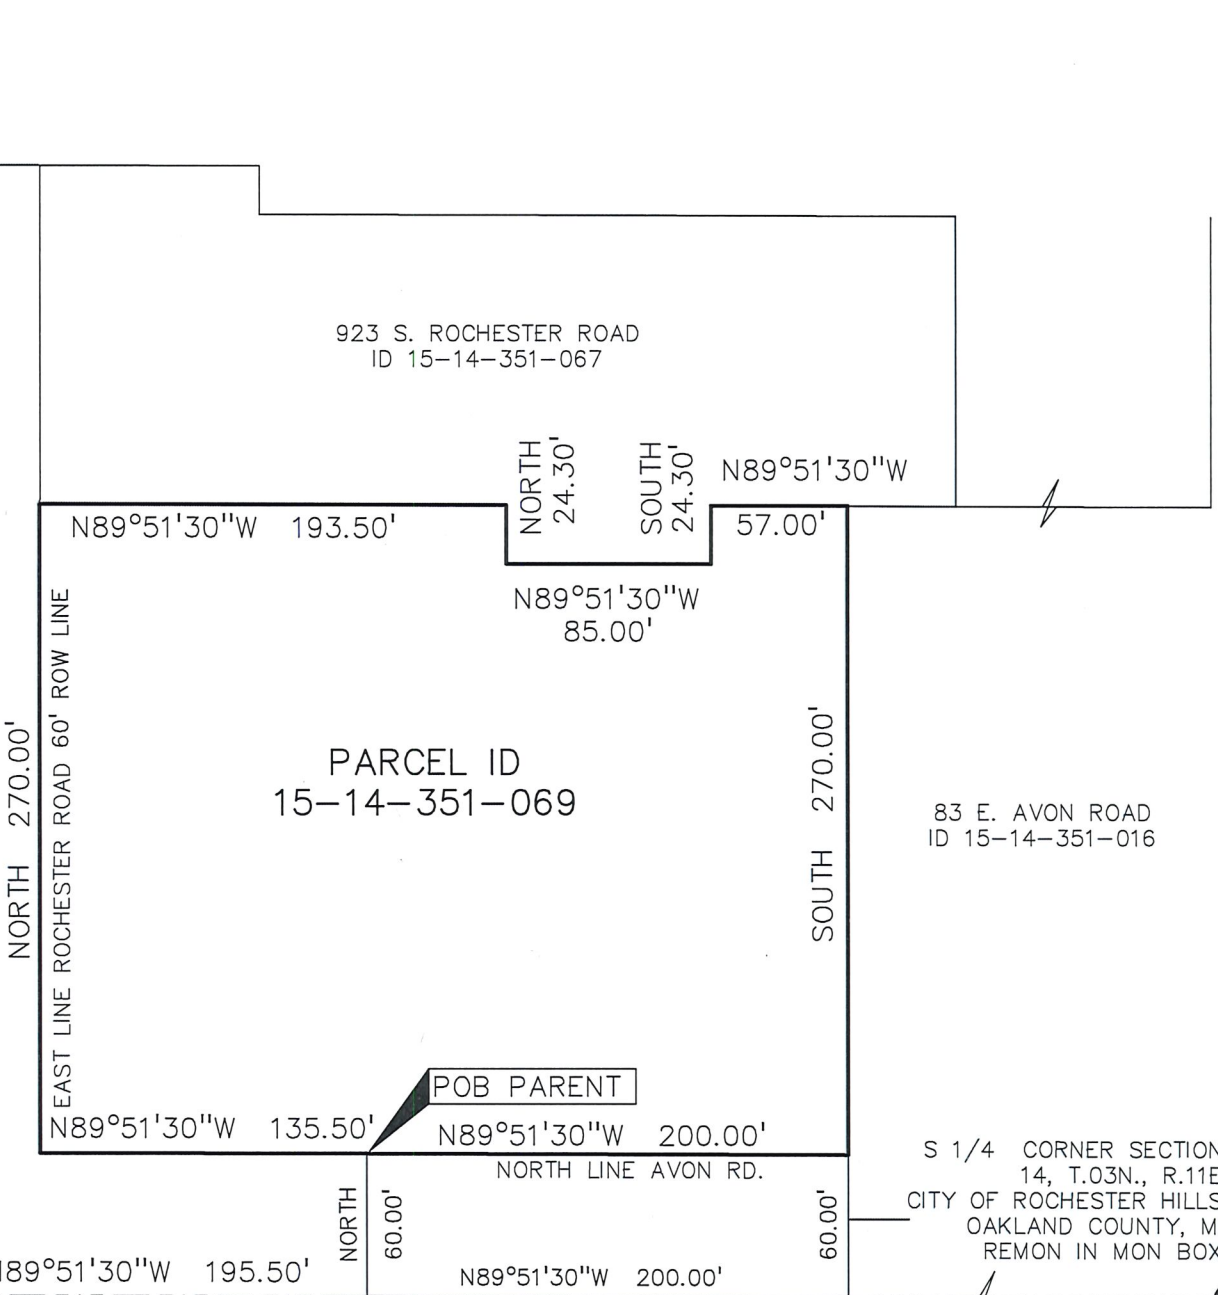 923 S. ROCHESTER ROAD
ID 15-14-351-067
NORTH
24.30'
SOUTH
24.30'
N89°51'30"W
57.00'
N89°51'30"W 193.50'
N89°51'30"W
85.00'
EAST LINE ROCHESTER ROAD 60' ROW LINE
NORTH 270.00'
PARCEL ID
15-14-351-069
SOUTH 270.00'
83 E. AVON ROAD
ID 15-14-351-016
POB PARENT
N89°51'30"W 135.50'
N89°51'30"W 200.00'
NORTH LINE AVON RD.
NORTH
60.00'
60.00'
S 1/4 CORNER SECTION
14, T.03N., R.11E
CITY OF ROCHESTER HILLS
OAKLAND COUNTY, M
REMON IN MON BOX
89°51'30"W 195.50'
N89°51'30"W 200.00'